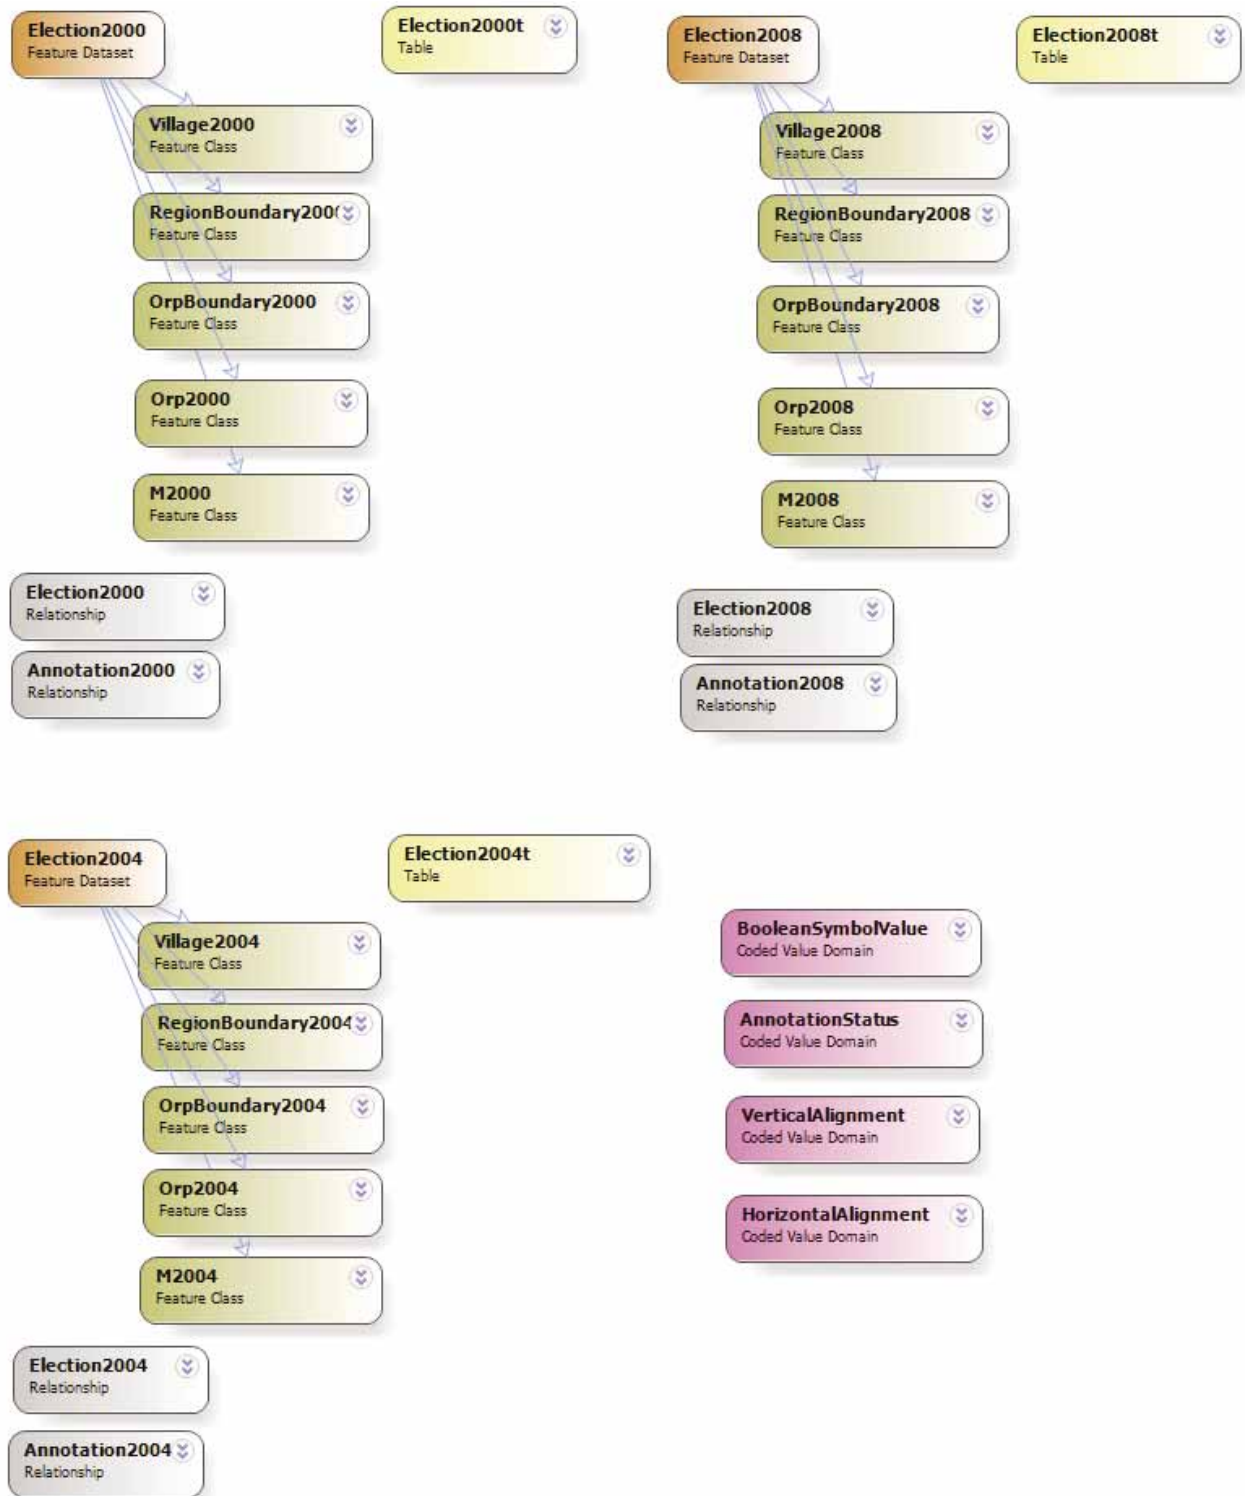 Election2000
Feature Dataset
Election2000t
Table
Village2000
Feature Class
RegionBoundary2000
Feature Class
OrpBoundary2000
Feature Class
Orp2000
Feature Class
M2000
Feature Class
Election2000
Relationship
Annotation2000
Relationship
Election2008
Feature Dataset
Election2008t
Table
Village2008
Feature Class
RegionBoundary2008
Feature Class
OrpBoundary2008
Feature Class
Orp2008
Feature Class
M2008
Feature Class
Election2008
Relationship
Annotation2008
Relationship
Election2004
Feature Dataset
Election2004t
Table
Village2004
Feature Class
RegionBoundary2004
Feature Class
OrpBoundary2004
Feature Class
Orp2004
Feature Class
M2004
Feature Class
Election2004
Relationship
Annotation2004
Relationship
BooleanSymbolValue
Coded Value Domain
AnnotationStatus
Coded Value Domain
VerticalAlignment
Coded Value Domain
HorizontalAlignment
Coded Value Domain